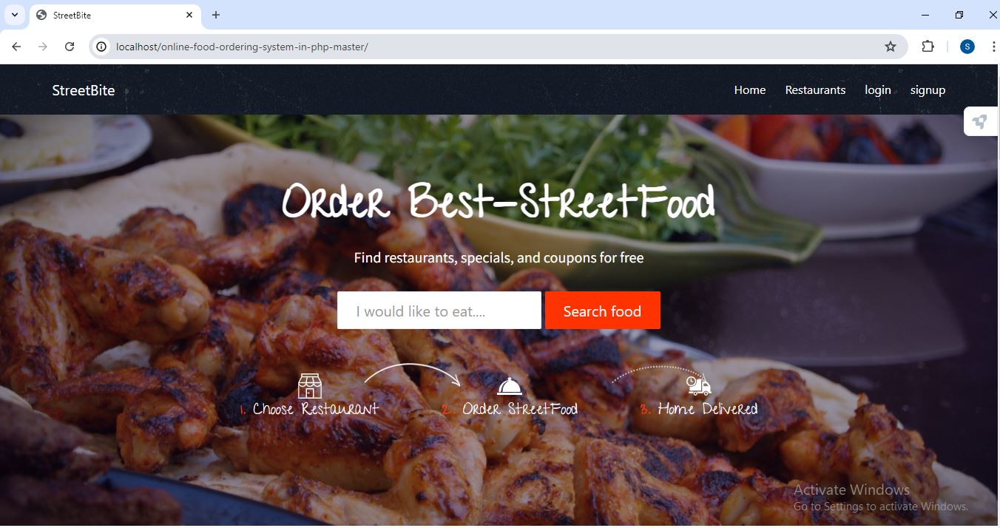 StreetBite
localhost/online-food-ordering-system-in-php-master/
S
StreetBite Home Restaurants login signup
Order Best-StreetFood
Find restaurants, specials, and coupons for free
I would like to eat.... Search food
1. Choose Restaurant 2. Order StreetFood 3. Home Delivered
Activate Windows
Go to Settings to activate Windows.